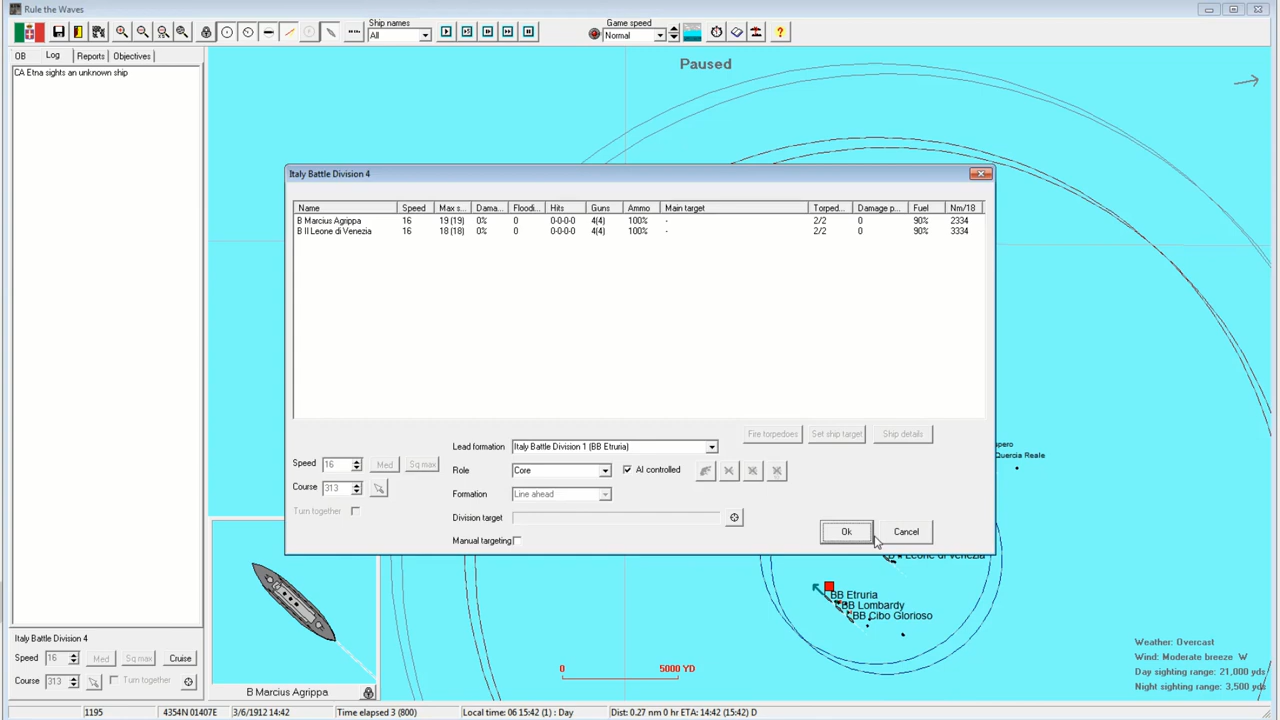 Rule the Waves
Ship names
All
Game speed
Normal
OB Log Reports Objectives
CA Etna sights an unknown ship
Paused
Italy Battle Division 4
Name Speed Max s... Dama... Floodi... Hits Guns Ammo Main target Torped... Damage p... Fuel Nm/18
B Marcius Agrippa 16 19 (19) 0% 0 0-0-0-0 4(4) 100% - 2/2 0 90% 2334
B Il Leone di Venezia 16 18 (18) 0% 0 0-0-0-0 4(4) 100% - 2/2 0 90% 3334
Fire torpedoes Set ship target Ship details
Lead formation Italy Battle Division 1 (BB Etruria)
Speed 16 Med Sq max
Role Core AI controlled
Course 313
Formation Line ahead
Turn together
Division target
Manual targeting
Ok Cancel
Quercia Reale
Leone di Venezia
BB Etruria
BB Lombardy
BB Cibo Glorioso
0 5000 YD
Weather: Overcast
Wind: Moderate breeze W
Day sighting range: 21,000 yds
Night sighting range: 3,500 yds
Italy Battle Division 4
Speed 16 Med Sq max Cruise
Course 313 Turn together
B Marcius Agrippa
1195 4354N 01407E 3/6/1912 14:42 Time elapsed 3 (800) Local time: 06 15:42 (1) : Day Dist: 0.27 nm 0 hr ETA: 14:42 (15:42) D